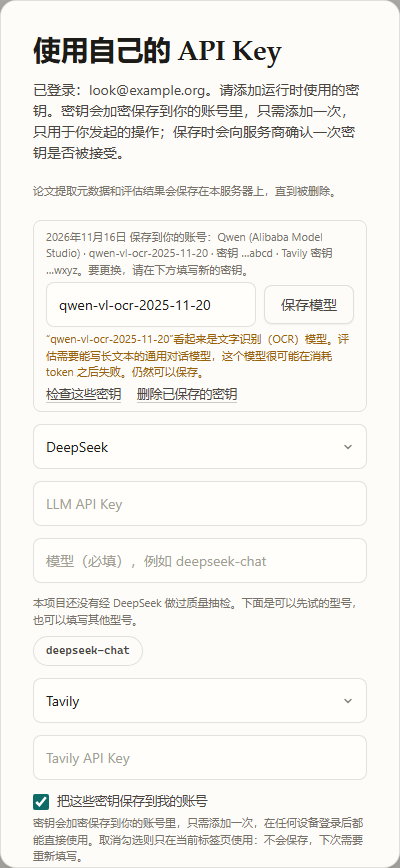 使用自己的 API Key
已登录：look@example.org。请添加运行时使用的密
钥。密钥会加密保存到你的账号里，只需添加一次，
只用于你发起的操作；保存时会向服务商确认一次密
钥是否被接受。
论文提取元数据和评估结果会保存在本服务器上，直到被删除。
2026年11月16日 保存到你的账号：Qwen (Alibaba Model
Studio) · qwen-vl-ocr-2025-11-20 · 密钥 ...abcd · Tavily 密钥
...wxyz。要更换，请在下方填写新的密钥。
qwen-vl-ocr-2025-11-20
保存模型
“qwen-vl-ocr-2025-11-20”看起来是文字识别（OCR）模型。评
估需要能写长文本的通用对话模型，这个模型很可能在消耗
token 之后失败。仍然可以保存。
检查这些密钥 删除已保存的密钥
DeepSeek
LLM API Key
模型（必填），例如 deepseek-chat
本项目还没有经 DeepSeek 做过质量抽检。下面是可以先试的型号，
也可以填写其他型号。
deepseek-chat
Tavily
Tavily API Key
把这些密钥保存到我的账号
密钥会加密保存到你的账号里，只需添加一次，在任何设备登录后都
能直接使用。取消勾选则只在当前标签页使用：不会保存，下次需要
重新填写。